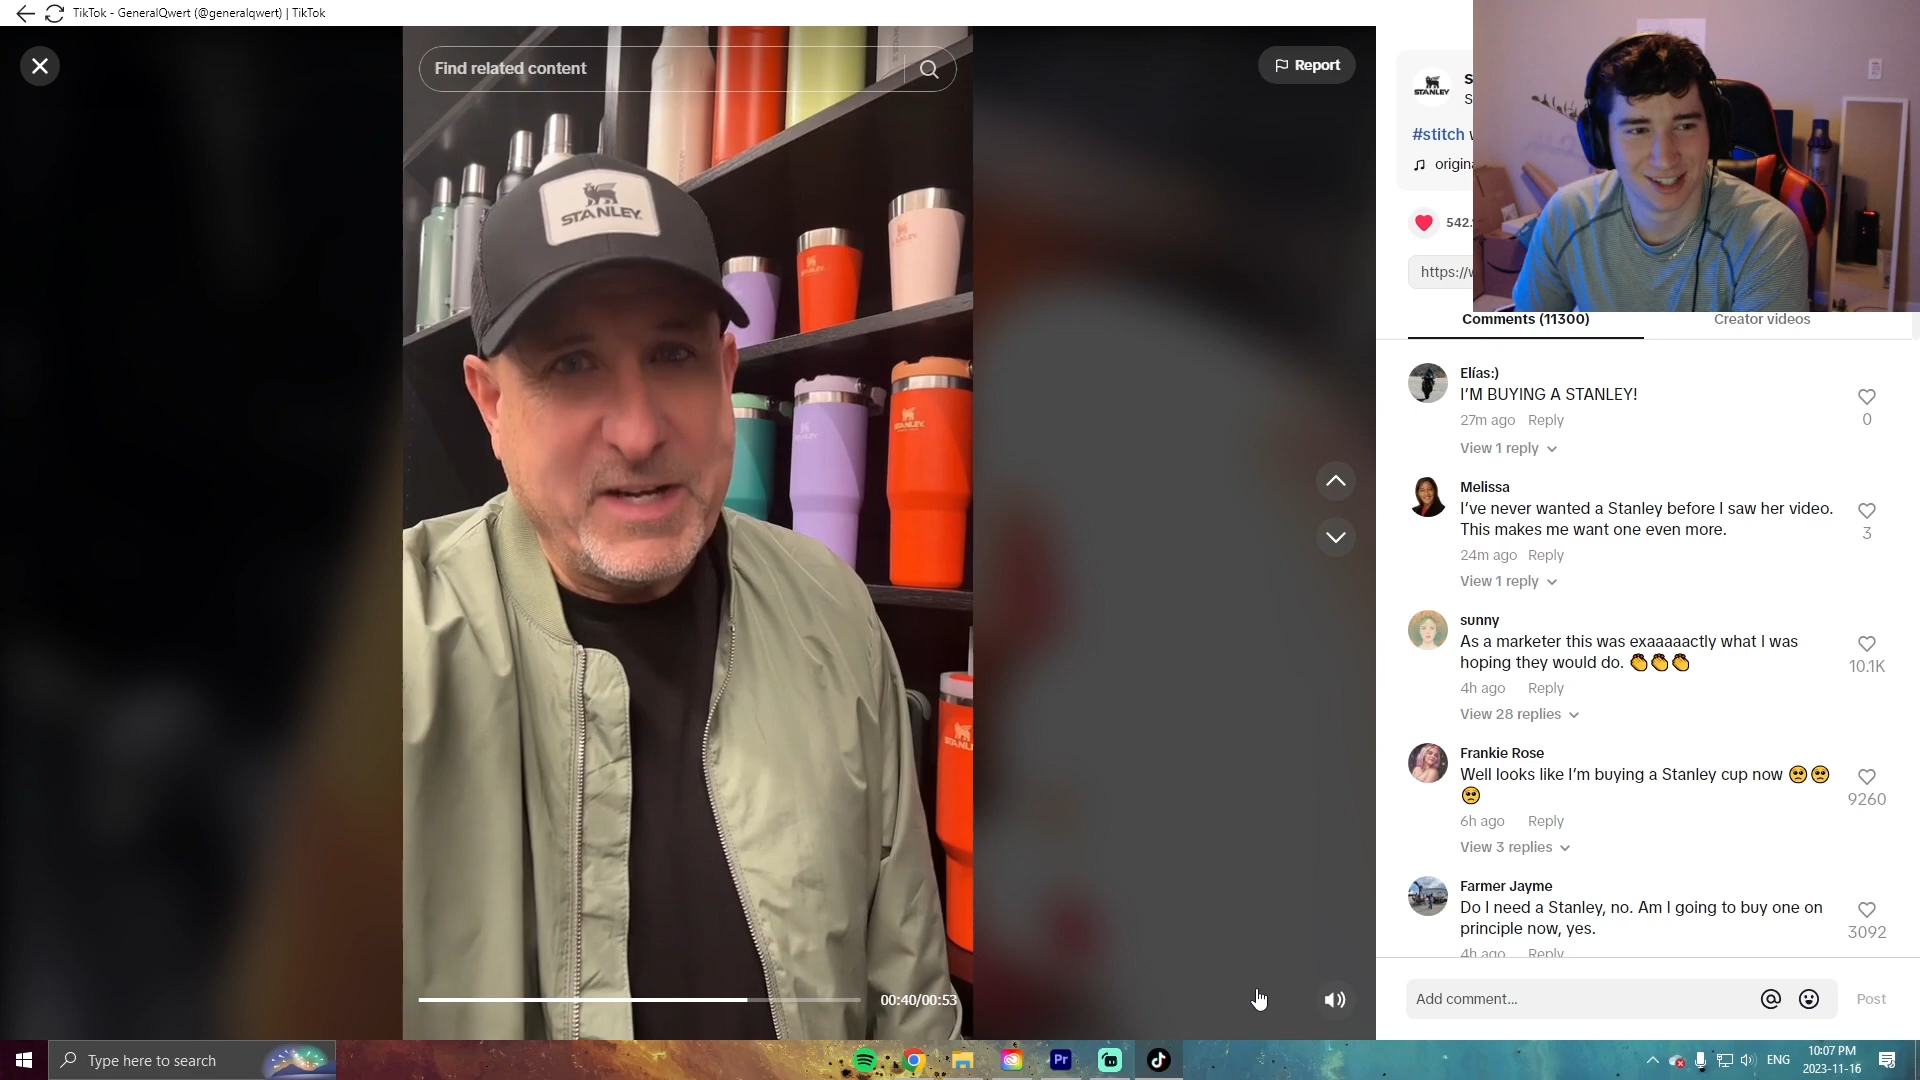 TikTok - GeneralQwert (@generalqwert) | TikTok
Find related content
Report
STANLEY
STANLEY
#stitch
542.
https://w
Comments (11300)
Creator videos
Elías:)
I'M BUYING A STANLEY!
0
27m ago Reply
View 1 reply
Melissa
I've never wanted a Stanley before I saw her video.
This makes me want one even more.
3
24m ago Reply
View 1 reply
sunny
As a marketer this was exaaaaactly what I was
hoping they would do. 👏👏👏
10.1K
4h ago Reply
View 28 replies
Frankie Rose
Well looks like I'm buying a Stanley cup now 🥺🥺
🥺
9260
6h ago Reply
View 3 replies
Farmer Jayme
Do I need a Stanley, no. Am I going to buy one on
principle now, yes.
3092
4h ago Reply
00:40/00:53
Add comment...
Post
Type here to search
Pr
ENG
10:07 PM
2023-11-16